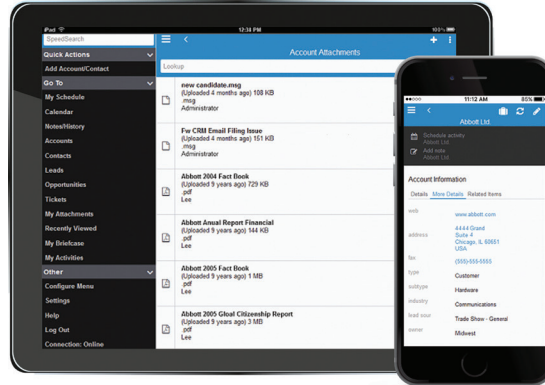 iPad
12:38 PM
100%
SpeedSearch
Quick Actions
Add Account/Contact
Go To
My Schedule
Calendar
Notes/History
Accounts
Contacts
Leads
Opportunities
Tickets
My Attachments
Recently Viewed
My Briefcase
My Activities
Other
Configure Menu
Settings
Help
Log Out
Connection: Online
Account Attachments
Lookup
new candidate.msg
(Uploaded 4 months ago) 108 KB
.msg
Administrator
Fw CRM Email Filing Issue
(Uploaded 4 months ago) 151 KB
.msg
Administrator
Abbott 2004 Fact Book
(Uploaded 9 years ago) 729 KB
.pdf
Lee
Abbott Anual Report Financial
(Uploaded 9 years ago) 144 KB
.pdf
Lee
Abbott 2005 Fact Book
(Uploaded 9 years ago) 1 MB
.pdf
Lee
Abbott 2005 Gloal Citizenship Report
(Uploaded 9 years ago) 3 MB
.pdf
Lee
11:12 AM
85%
Abbott Ltd.
Schedule activity
Abbott Ltd.
Add note
Abbott Ltd.
Account Information
Details More Details Related Items
web www.abbott.com
address 4444 Grand
Suite 4
Chicago, IL 60651
USA
fax (555)-555-5555
type Customer
subtype Hardware
industry Communications
lead sour Trade Show - General
owner Midwest